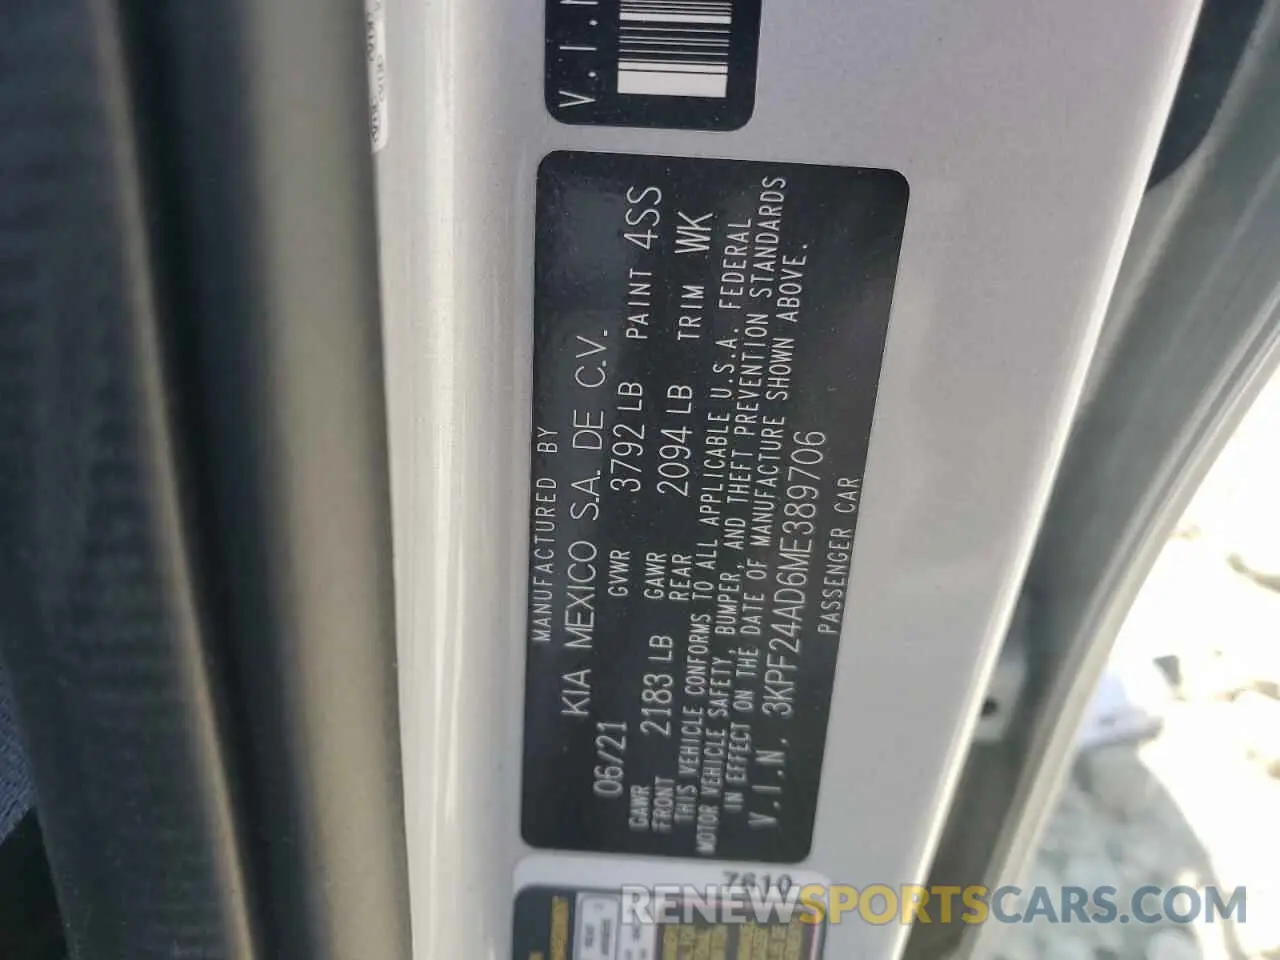 V.I.N
MANUFACTURED BY
KIA MEXICO S.A. DE C.V.
06/21 GVWR 3792 LB PAINT 4SS
GAWR FRONT 2183 LB GAWR REAR 2094 LB TRIM WK
THIS VEHICLE CONFORMS TO ALL APPLICABLE U.S.A. FEDERAL
MOTOR VEHICLE SAFETY, BUMPER, AND THEFT PREVENTION STANDARDS
IN EFFECT ON THE DATE OF MANUFACTURE SHOWN ABOVE.
V.I.N. 3KPF24AD6ME389706
PASSENGER CAR
7610
RENEWSPORTSCARS.COM